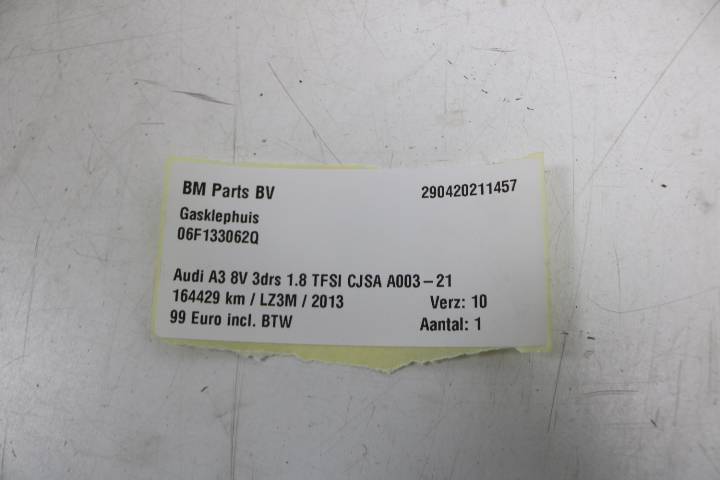 BM Parts BV 290420211457
Gasklephuis
06F133062Q
Audi A3 8V 3drs 1.8 TFSI CJSA A003-21
164429 km / LZ3M / 2013 Verz: 10
99 Euro incl. BTW Aantal: 1